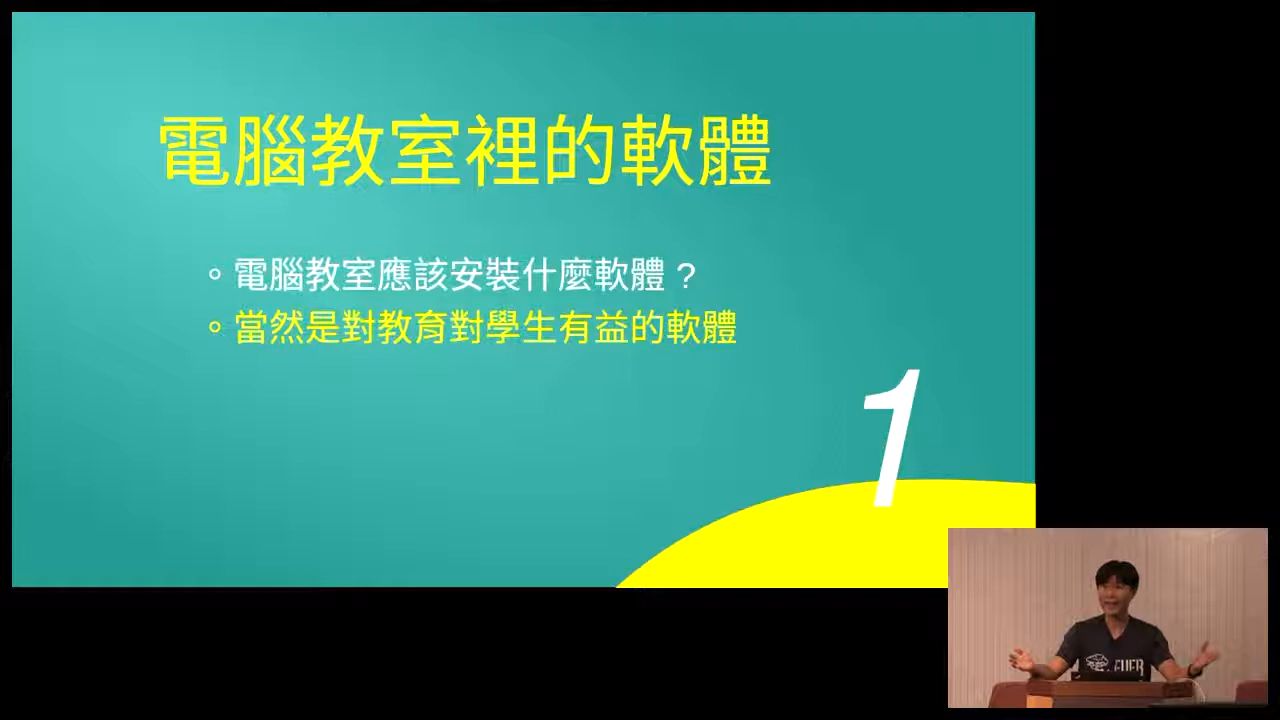 電腦教室裡的軟體
。電腦教室應該安裝什麼軟體？
。當然是對教育對學生有益的軟體
1